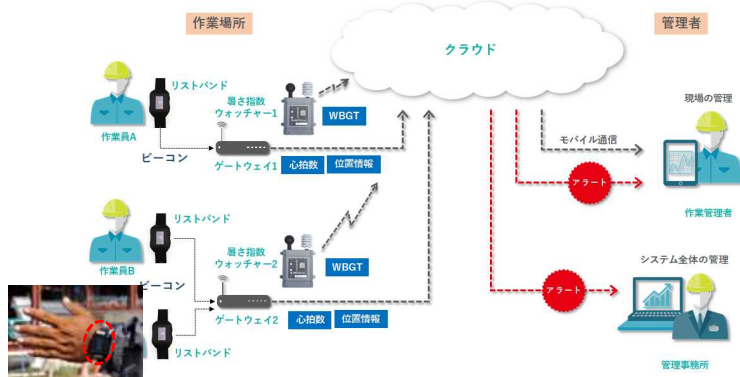 作業場所
管理者
クラウド
リストバンド
暑さ指数
ウォッチャー1
WBGT
作業員A
ビーコン
ゲートウェイ1
心拍数
位置情報
モバイル通信
現場の管理
アラート
作業管理者
リストバンド
暑さ指数
ウォッチャー2
WBGT
作業員B
ビーコン
ゲートウェイ2
心拍数
位置情報
リストバンド
システム全体の管理
アラート
管理事務所